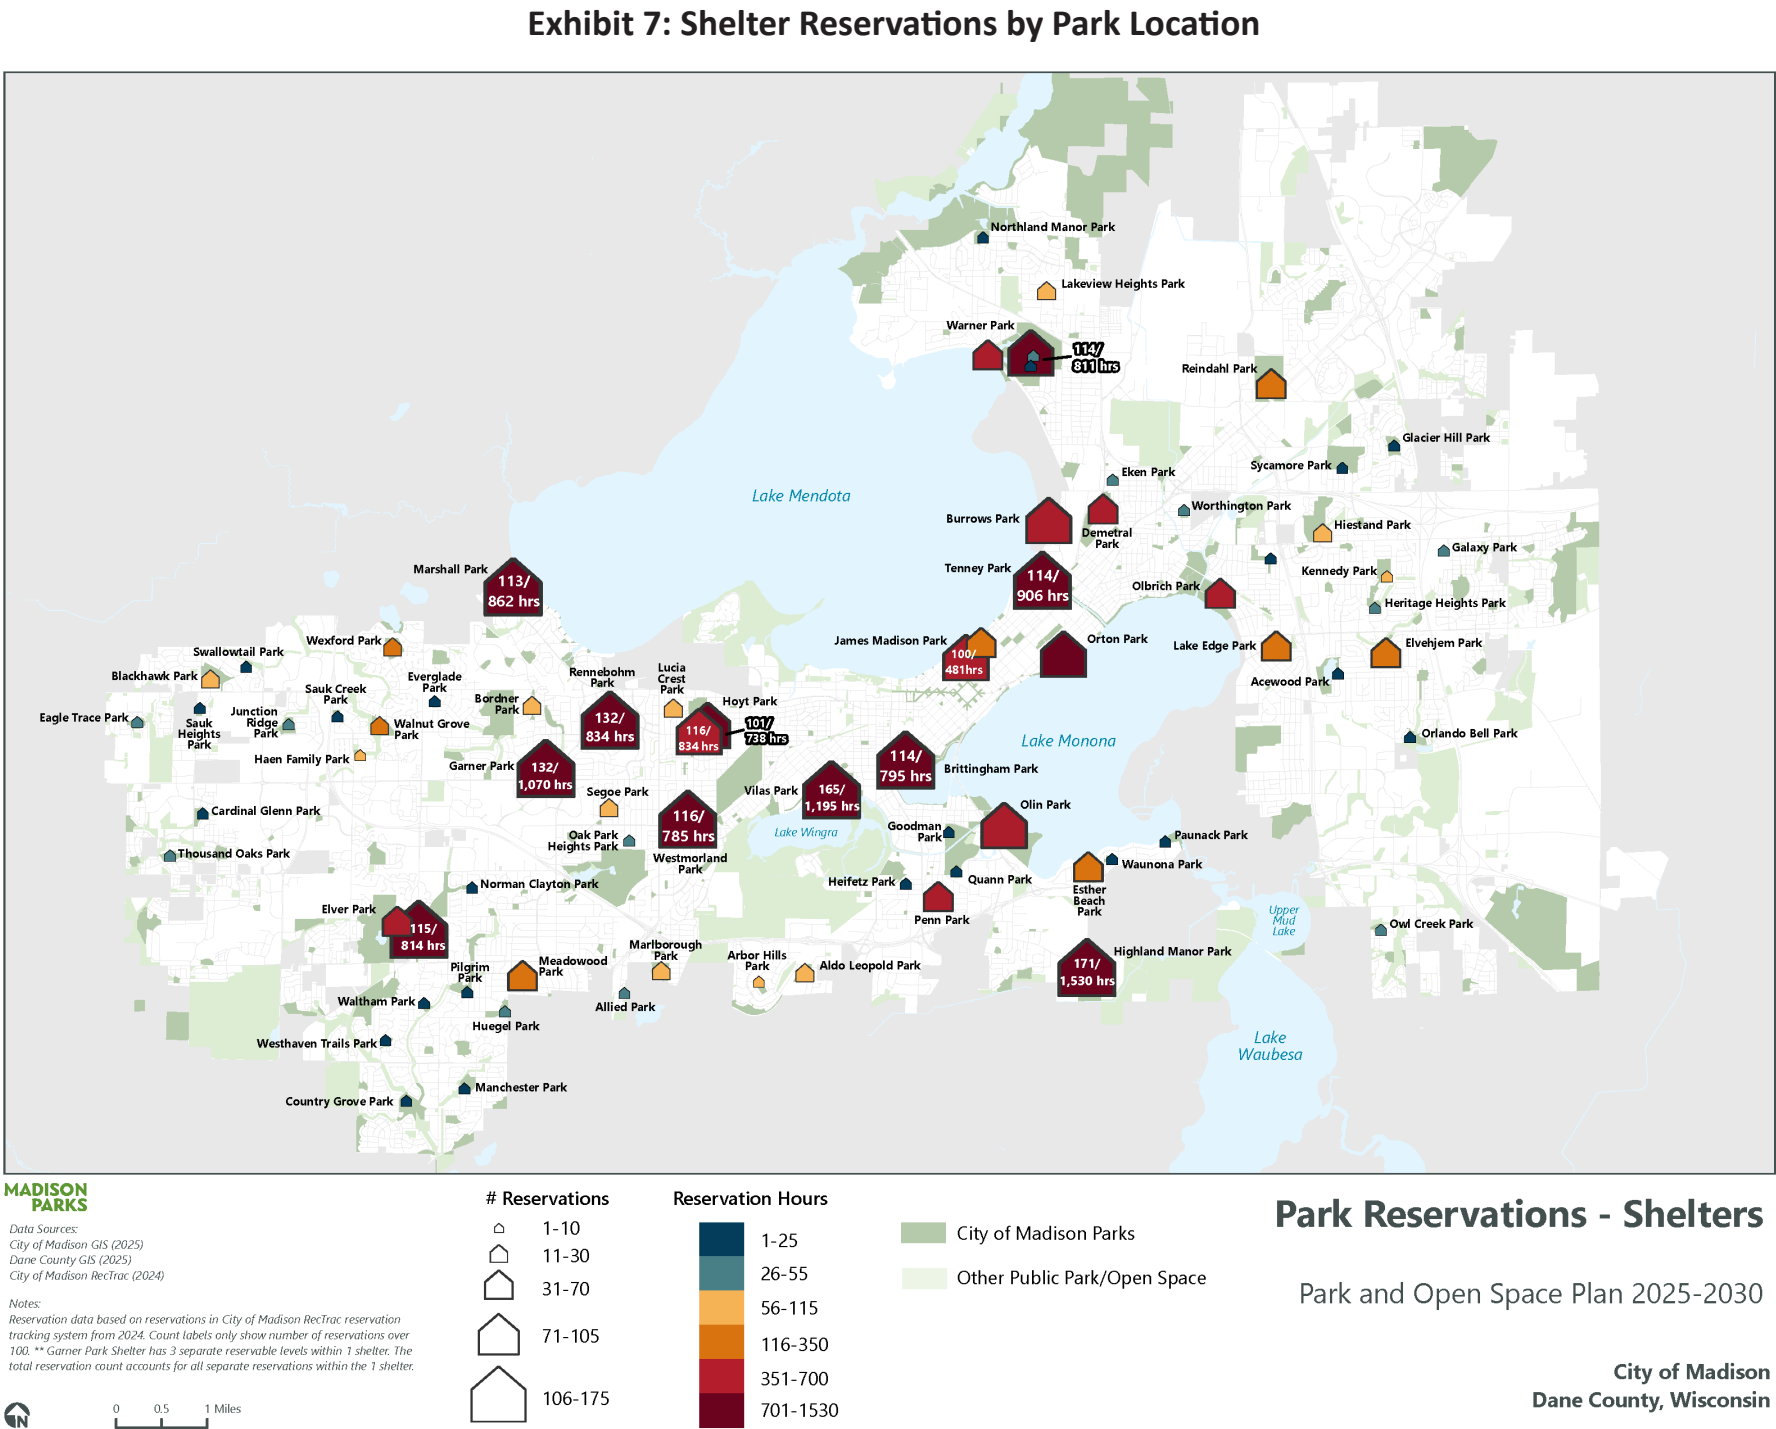 Exhibit 7: Shelter Reservations by Park Location
Northland Manor Park
Lakeview Heights Park
Warner Park
114/
811 hrs
Reindahl Park
Glacier Hill Park
Sycamore Park
Eken Park
Lake Mendota
Worthington Park
Burrows Park
Demetral
Park
Hiestand Park
Galaxy Park
Marshall Park
113/
862 hrs
Tenney Park
114/
906 hrs
Kennedy Park
Olbrich Park
Heritage Heights Park
Wexford Park
James Madison Park
100/
481hrs
Orton Park
Lake Edge Park
Elvehjem Park
Swallowtail Park
Blackhawk Park
Acewood Park
Rennebohm
Park
132/
834 hrs
Lucia
Crest
Park
Everglade
Park
Sauk Creek
Park
Bordner
Park
Hoyt Park
116/
834 hrs
101/
738 hrs
Eagle Trace Park
Sauk
Heights
Park
Junction
Ridge
Park
Walnut Grove
Park
Orlando Bell Park
Lake Monona
Haen Family Park
Garner Park
132/
1,070 hrs
114/
795 hrs
Brittingham Park
Segoe Park
Vilas Park
165/
1,195 hrs
Cardinal Glenn Park
116/
785 hrs
Westmorland
Park
Olin Park
Lake Wingra
Goodman
Park
Oak Park
Heights Park
Paunack Park
Thousand Oaks Park
Waunona Park
Norman Clayton Park
Heifetz Park
Quann Park
Esther
Beach
Park
Elver Park
115/
814 hrs
Penn Park
Upper
Mud
Lake
Owl Creek Park
Marlborough
Park
Arbor Hills
Park
Aldo Leopold Park
Highland Manor Park
171/
1,530 hrs
Pilgrim
Park
Meadowood
Park
Waltham Park
Allied Park
Huegel Park
Westhaven Trails Park
Lake
Waubesa
Manchester Park
Country Grove Park
MADISON
PARKS
Data Sources:
City of Madison GIS (2025)
Dane County GIS (2025)
City of Madison RecTrac (2024)
Notes:
Reservation data based on reservations in City of Madison RecTrac reservation
tracking system from 2024. Count labels only show number of reservations over
100. ** Garner Park Shelter has 3 separate reservable levels within 1 shelter. The
total reservation count accounts for all separate reservations within the 1 shelter.
N
0 0.5 1 Miles
# Reservations
1-10
11-30
31-70
71-105
106-175
Reservation Hours
1-25
26-55
56-115
116-350
351-700
701-1530
City of Madison Parks
Other Public Park/Open Space
Park Reservations - Shelters
Park and Open Space Plan 2025-2030
City of Madison
Dane County, Wisconsin